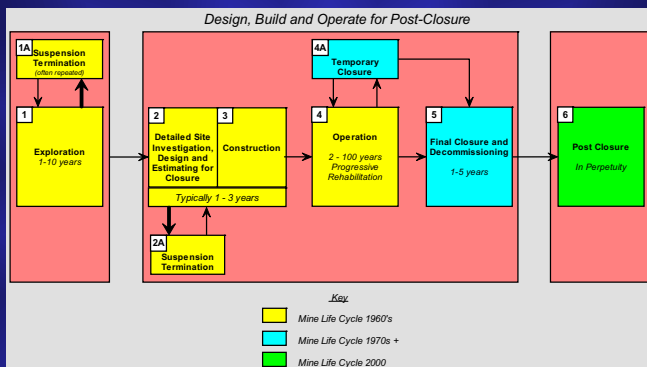 Design, Build and Operate for Post-Closure
1A
Suspension
Termination
(often repeated)
1
Exploration
1-10 years
2
Detailed Site
Investigation,
Design and
Estimating for
Closure
3
Construction
Typically 1 - 3 years
2A
Suspension
Termination
4A
Temporary
Closure
4
Operation
2 - 100 years
Progressive
Rehabilitation
5
Final Closure and
Decommissioning
1-5 years
6
Post Closure
In Perpetuity
Key
Mine Life Cycle 1960's
Mine Life Cycle 1970s +
Mine Life Cycle 2000